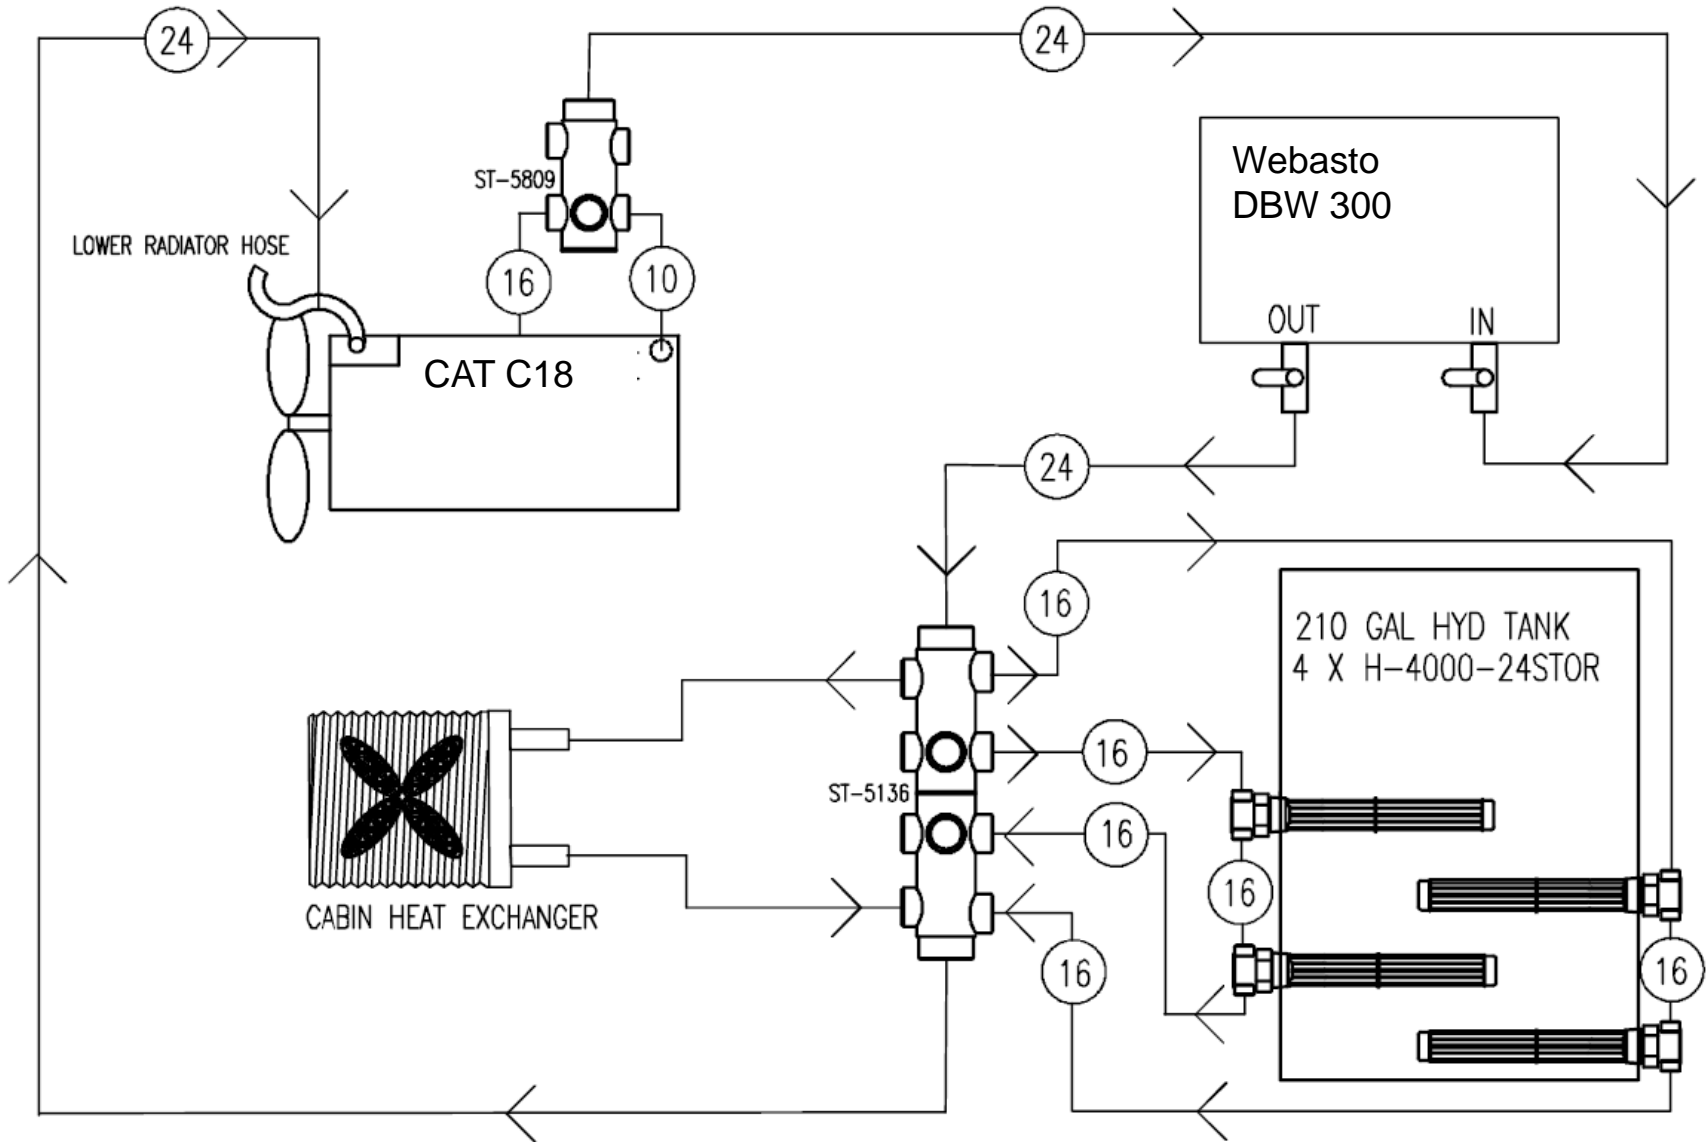 24
24
ST-5809
Webasto
DBW 300
LOWER RADIATOR HOSE
16
10
OUT
IN
CAT C18
24
16
210 GAL HYD TANK
4 X H-4000-24STOR
16
ST-5136
16
16
CABIN HEAT EXCHANGER
16
16